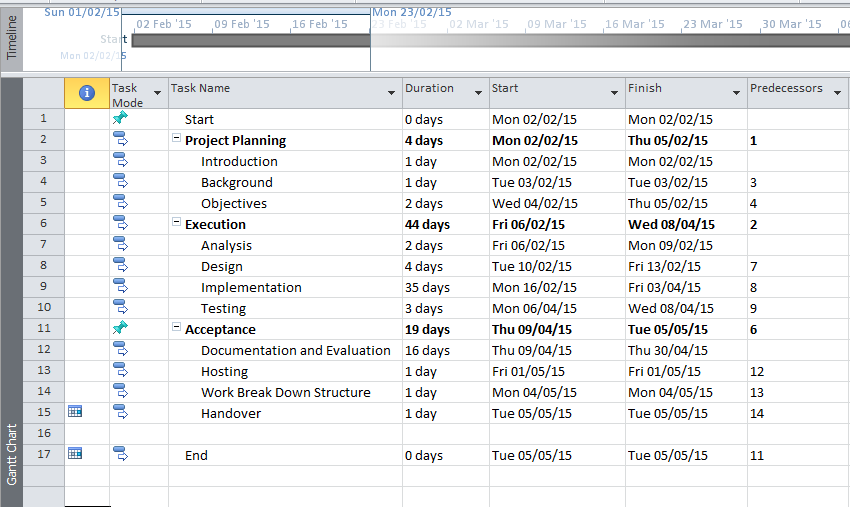 Sun 01/02/15 Mon 23/02/15
02 Feb '15 09 Feb '15 16 Feb '15 23 Feb '15 02 Mar '15 09 Mar '15 16 Mar '15 23 Mar '15 30 Mar '15
Start
Mon 02/02/15
Timeline
Task Mode Task Name Duration Start Finish Predecessors
1 Start 0 days Mon 02/02/15 Mon 02/02/15
2 Project Planning 4 days Mon 02/02/15 Thu 05/02/15 1
3 Introduction 1 day Mon 02/02/15 Mon 02/02/15
4 Background 1 day Tue 03/02/15 Tue 03/02/15 3
5 Objectives 2 days Wed 04/02/15 Thu 05/02/15 4
6 Execution 44 days Fri 06/02/15 Wed 08/04/15 2
7 Analysis 2 days Fri 06/02/15 Mon 09/02/15
8 Design 4 days Tue 10/02/15 Fri 13/02/15 7
9 Implementation 35 days Mon 16/02/15 Fri 03/04/15 8
10 Testing 3 days Mon 06/04/15 Wed 08/04/15 9
11 Acceptance 19 days Thu 09/04/15 Tue 05/05/15 6
12 Documentation and Evaluation 16 days Thu 09/04/15 Thu 30/04/15
13 Hosting 1 day Fri 01/05/15 Fri 01/05/15 12
14 Work Break Down Structure 1 day Mon 04/05/15 Mon 04/05/15 13
15 Handover 1 day Tue 05/05/15 Tue 05/05/15 14
16
17 End 0 days Tue 05/05/15 Tue 05/05/15 11
Gantt Chart